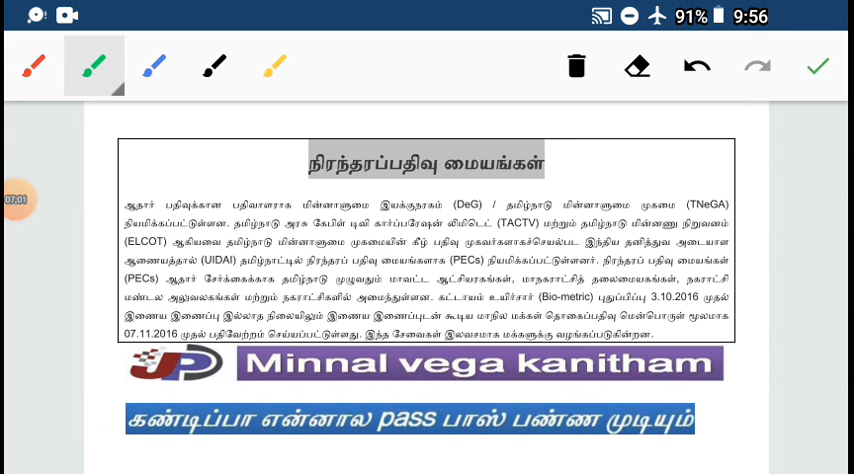 91% 9:56
07:01
நிரந்தரப்பதிவு மையங்கள்
ஆதார் பதிவுக்கான பதிவாளராக மின்னாளுமை இயக்குநரகம் (DeG) / தமிழ்நாடு மின்னாளுமை முகமை (TNeGA)
நியமிக்கப்பட்டுள்ளன. தமிழ்நாடு அரசு கேபிள் டிவி கார்ப்பரேஷன் லிமிடெட் (TACTV) மற்றும் தமிழ்நாடு மின்னணு நிறுவனம்
(ELCOT) ஆகியவை தமிழ்நாடு மின்னாளுமை முகமையின் கீழ் பதிவு முகவர்களாகச்செயல்பட இந்திய தனித்துவ அடையாள
ஆணையத்தால் (UIDAI) தமிழ்நாட்டில் நிரந்தரப் பதிவு மையங்களாக (PECs) நியமிக்கப்பட்டுள்ளனர். நிரந்தரப் பதிவு மையங்கள்
(PECs) ஆதார் சேர்க்கைக்காக தமிழ்நாடு முழுவதும் மாவட்ட ஆட்சியரகங்கள், மாநகராட்சித் தலைமையகங்கள், நகராட்சி
மண்டல அலுவலகங்கள் மற்றும் நகராட்சிகளில் அமைந்துள்ளன. கட்டாயம் உயிர்சார் (Bio-metric) புதுப்பிப்பு 3.10.2016 முதல்
இணைய இணைப்பு இல்லாத நிலையிலும் இணைய இணைப்புடன் கூடிய மாநில மக்கள் தொகைப்பதிவு மென்பொருள் மூலமாக
07.11.2016 முதல் பதிவேற்றம் செய்யப்பட்டுள்ளது. இந்த சேவைகள் இலவசமாக மக்களுக்கு வழங்கப்படுகின்றன.
JP Minnal vega kanitham
கண்டிப்பா என்னால pass பாஸ் பண்ண முடியும்